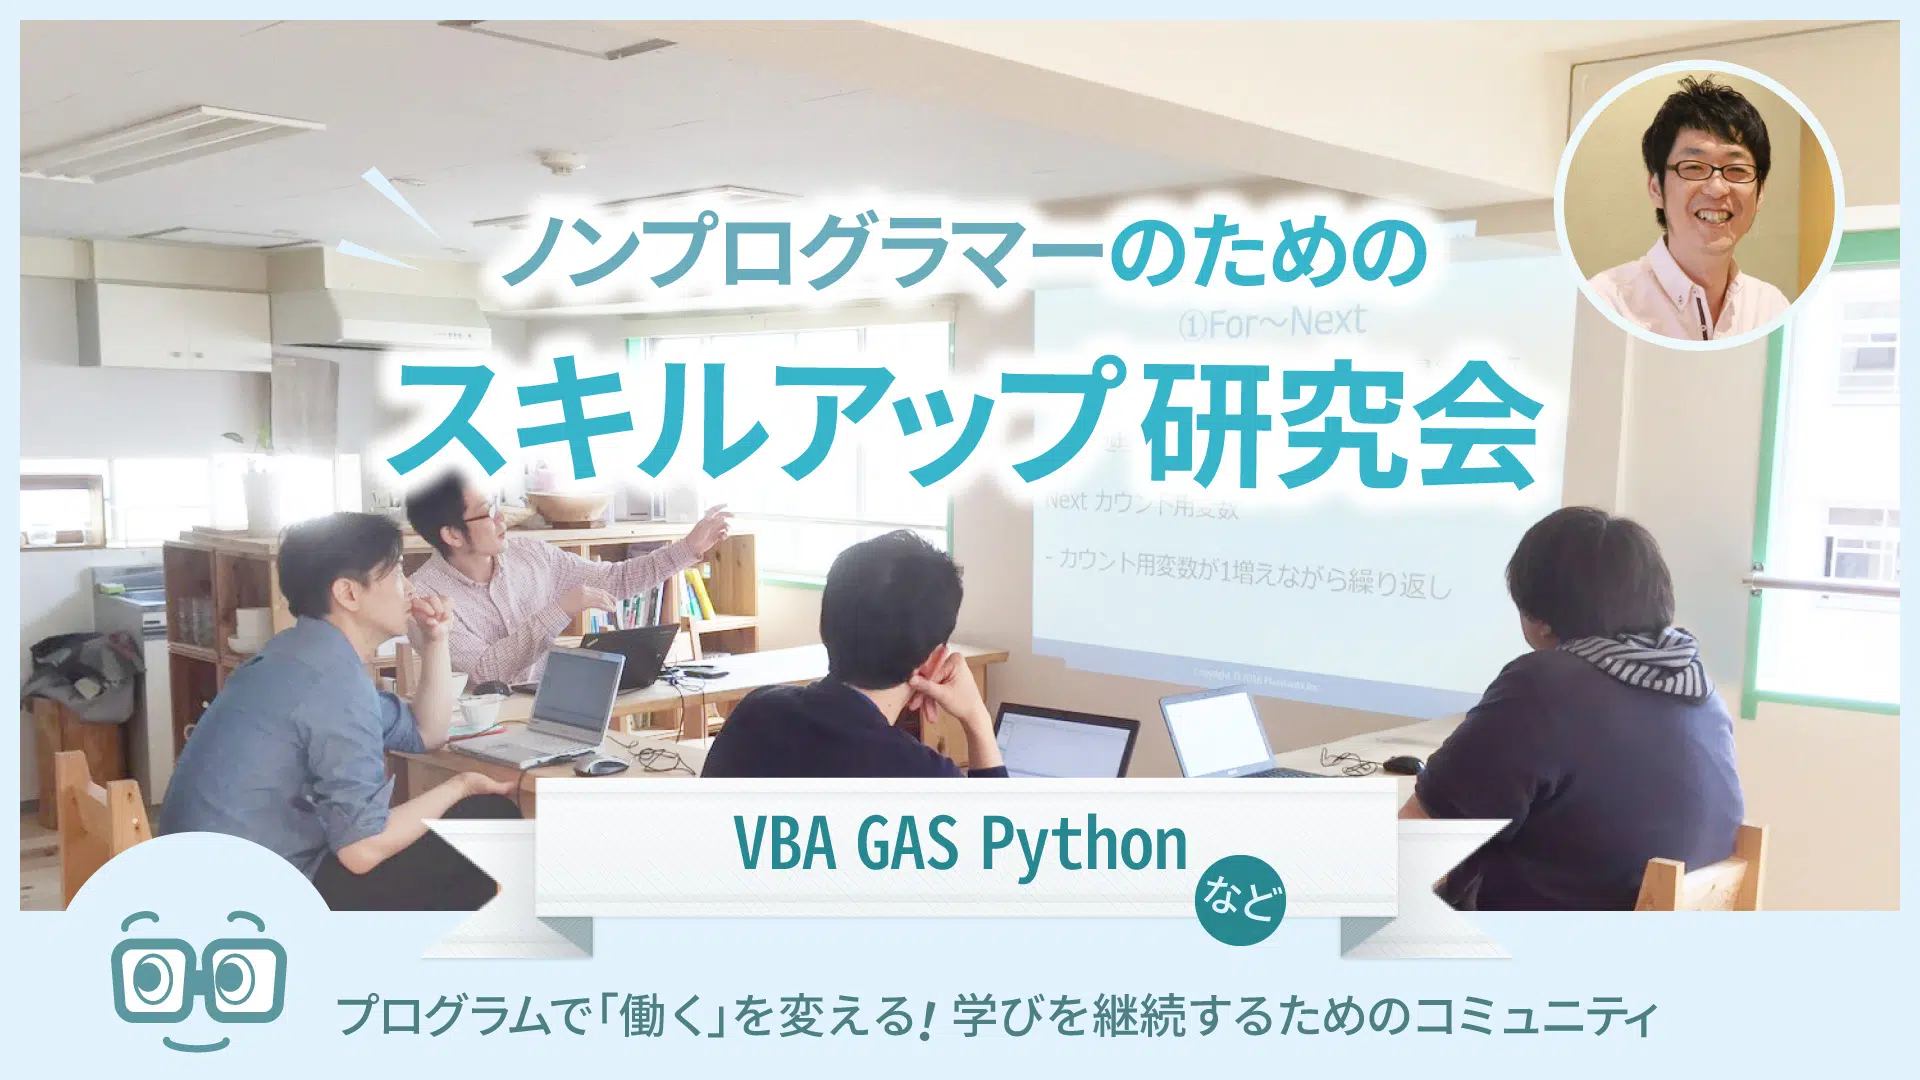 ノンプログラマーのための
スキルアップ研究会
①For～Next
Next カウント用変数
- カウント用変数が1増えながら繰り返し
VBA GAS Python
など
プログラムで「働く」を変える！学びを継続するためのコミュニティ